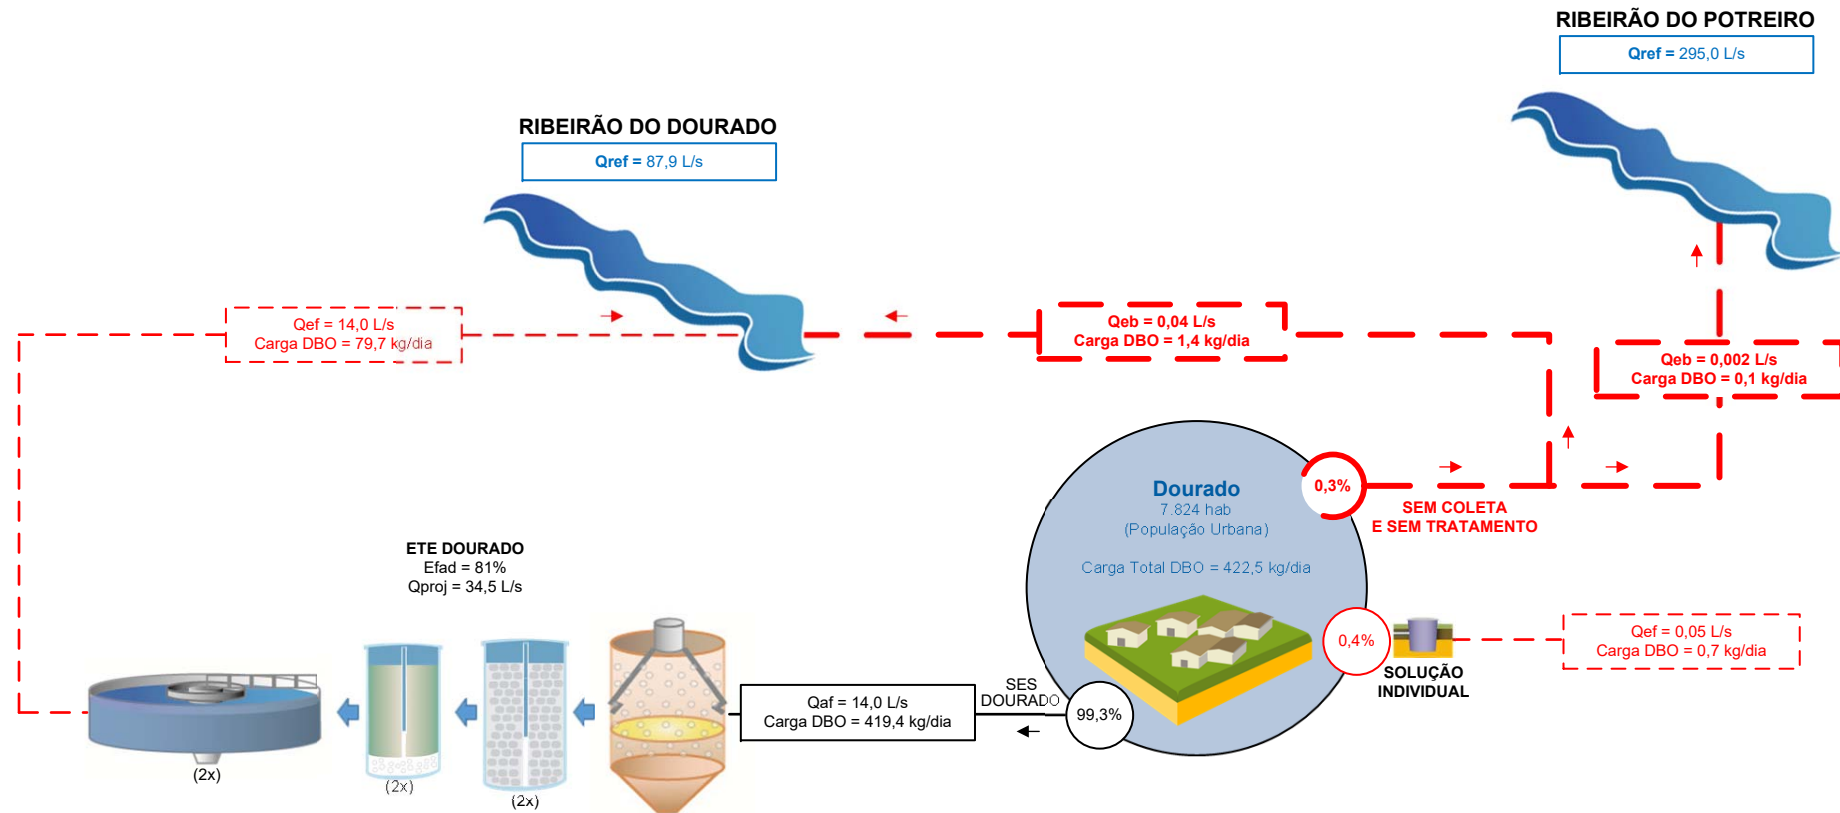 RIBEIRÃO DO POTREIRO
Qref = 295,0 L/s
RIBEIRÃO DO DOURADO
Qref = 87,9 L/s
Qef = 14,0 L/s
Carga DBO = 79,7 kg/dia
Qeb = 0,04 L/s
Carga DBO = 1,4 kg/dia
Qeb = 0,002 L/s
Carga DBO = 0,1 kg/dia
Dourado
7.824 hab
(População Urbana)
Carga Total DBO = 422,5 kg/dia
0,3%
SEM COLETA
E SEM TRATAMENTO
ETE DOURADO
Efad = 81%
Qproj = 34,5 L/s
0,4%
SOLUÇÃO
INDIVIDUAL
Qef = 0,05 L/s
Carga DBO = 0,7 kg/dia
SES
DOURADO
99,3%
Qaf = 14,0 L/s
Carga DBO = 419,4 kg/dia
(2x)
(2x)
(2x)